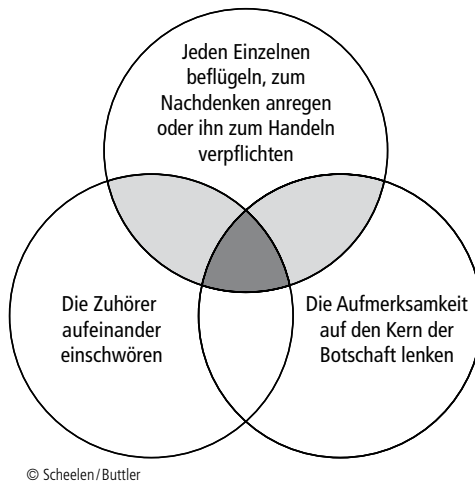 Jeden Einzelnen
beflügeln, zum
Nachdenken anregen
oder ihn zum Handeln
verpflichten
Die Zuhörer
aufeinander
einschwören
Die Aufmerksamkeit
auf den Kern der
Botschaft lenken
© Scheelen / Buttler